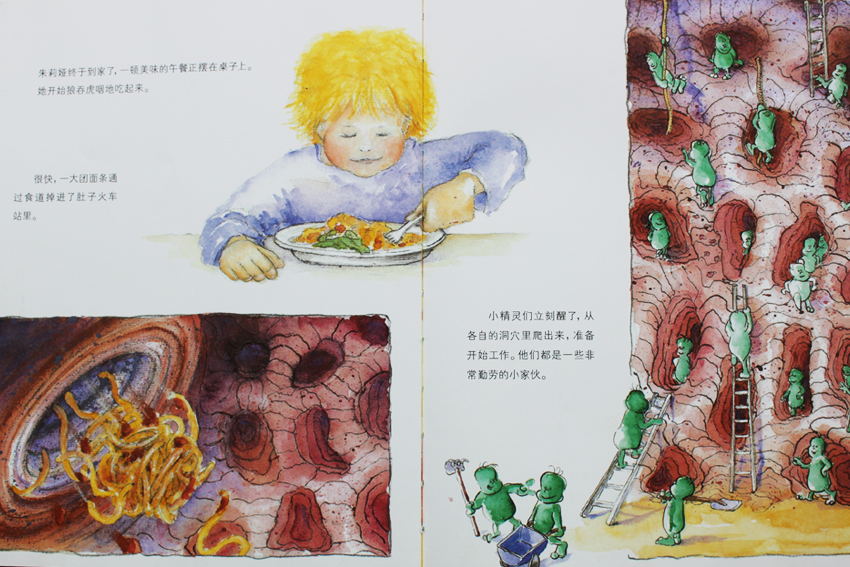 朱莉娅终于到家了，一顿美味的午餐正摆在桌子上。
她开始狼吞虎咽地吃起来。
很快，一大团面条通
过食道掉进了肚子火车
站里。
小精灵们立刻醒了，从
各自的洞穴里爬出来，准备
开始工作。他们都是一些非
常勤劳的小家伙。